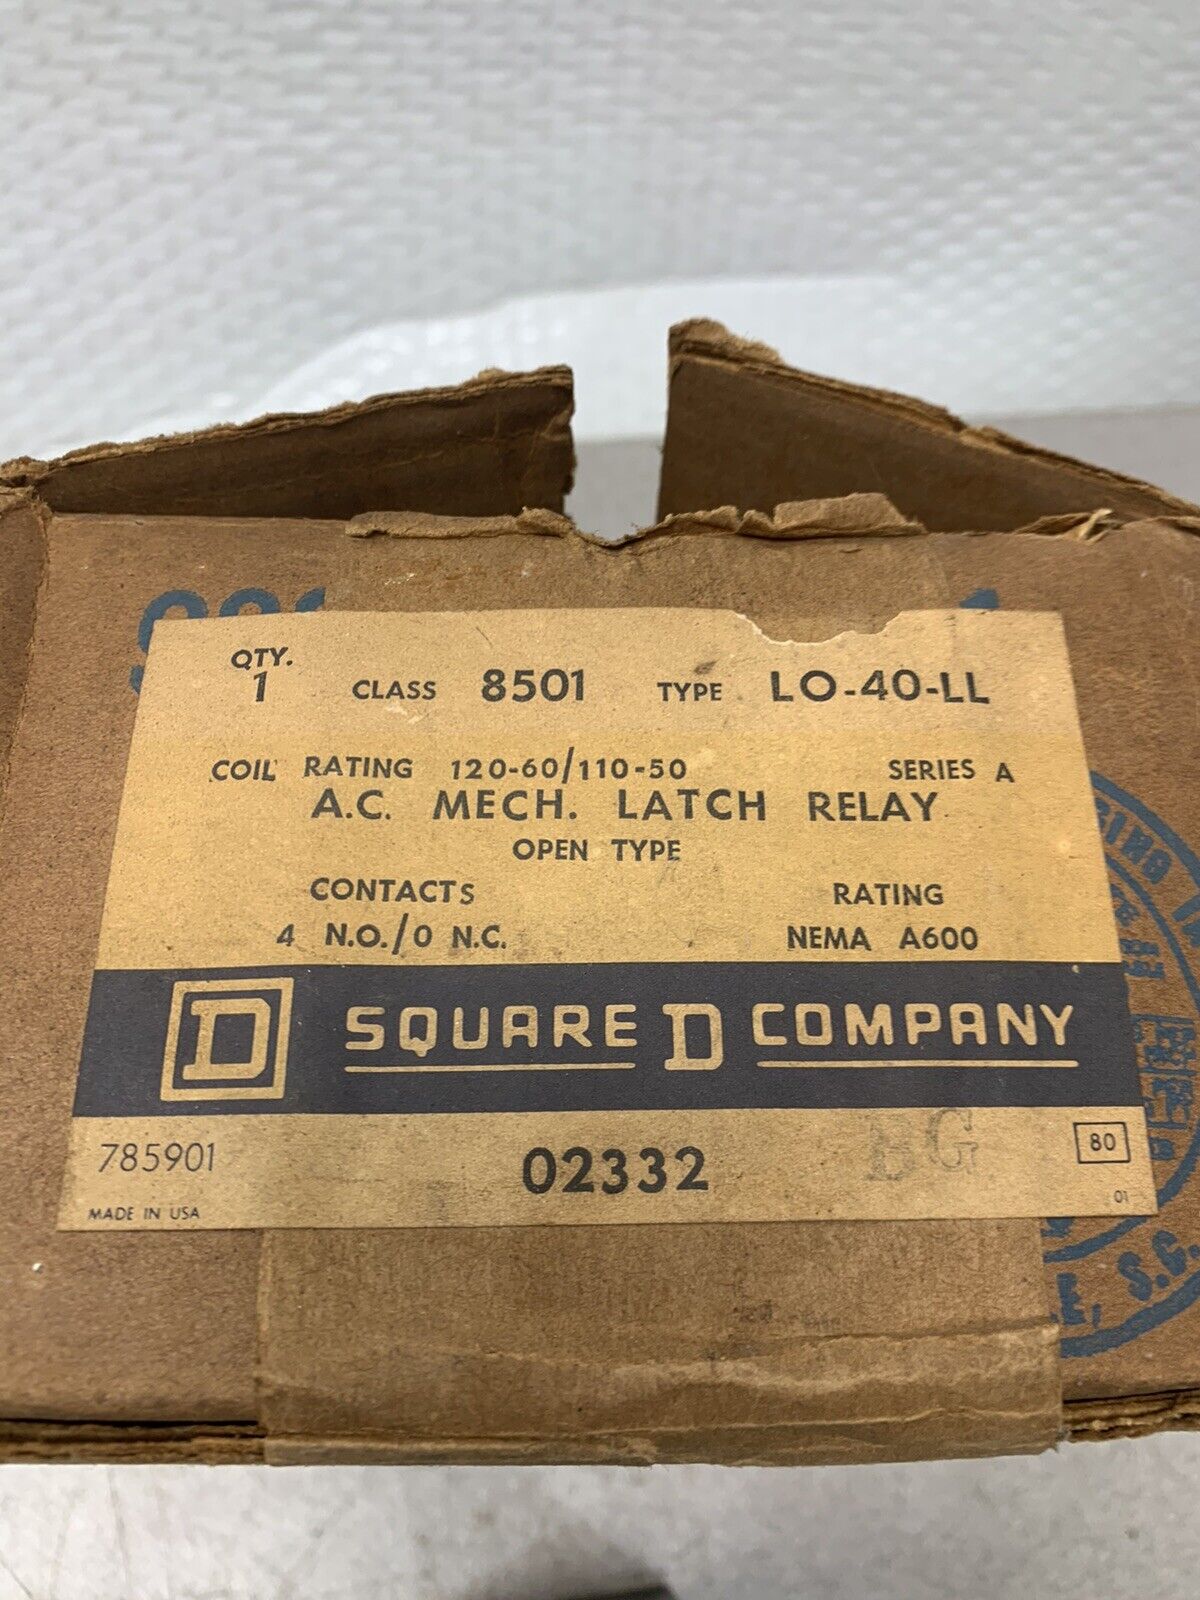 QTY.
1 CLASS 8501 TYPE LO-40-LL
COIL RATING 120-60/110-50 SERIES A
A.C. MECH. LATCH RELAY
OPEN TYPE
CONTACTS RATING
4 N.O./0 N.C. NEMA A600
D SQUARE D COMPANY
785901 02332 BG 80
MADE IN USA 01
S.C.